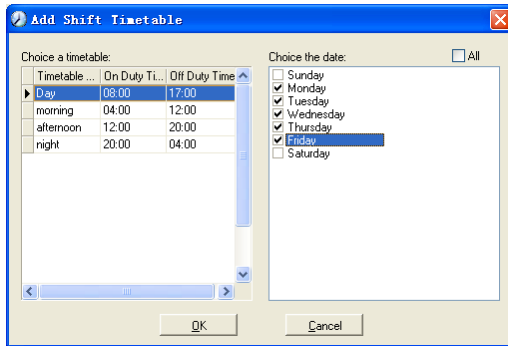 Add Shift Timetable
Choice a timetable:
Timetable ... On Duty Ti... Off Duty Time
Day 08:00 17:00
morning 04:00 12:00
afternoon 12:00 20:00
night 20:00 04:00
Choice the date: All
Sunday
Monday
Tuesday
Wednesday
Thursday
Friday
Saturday
OK Cancel